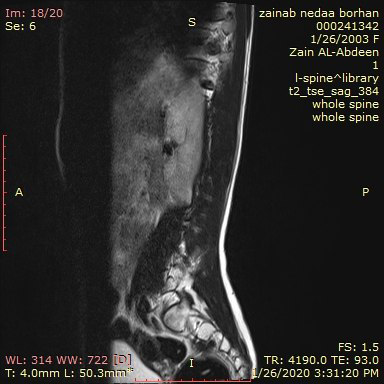 Im: 18/20
Se: 6
S
zainab nedaa borhan
000241342
1/26/2003 F
Zain AL-Abdeen
1
l-spine^library
t2_tse_sag_384
whole spine
whole spine
A
P
WL: 314 WW: 722 [D]
T: 4.0mm L: 50.3mm
I
FS: 1.5
TR: 4190.0 TE: 93.0
1/26/2020 3:31:20 PM